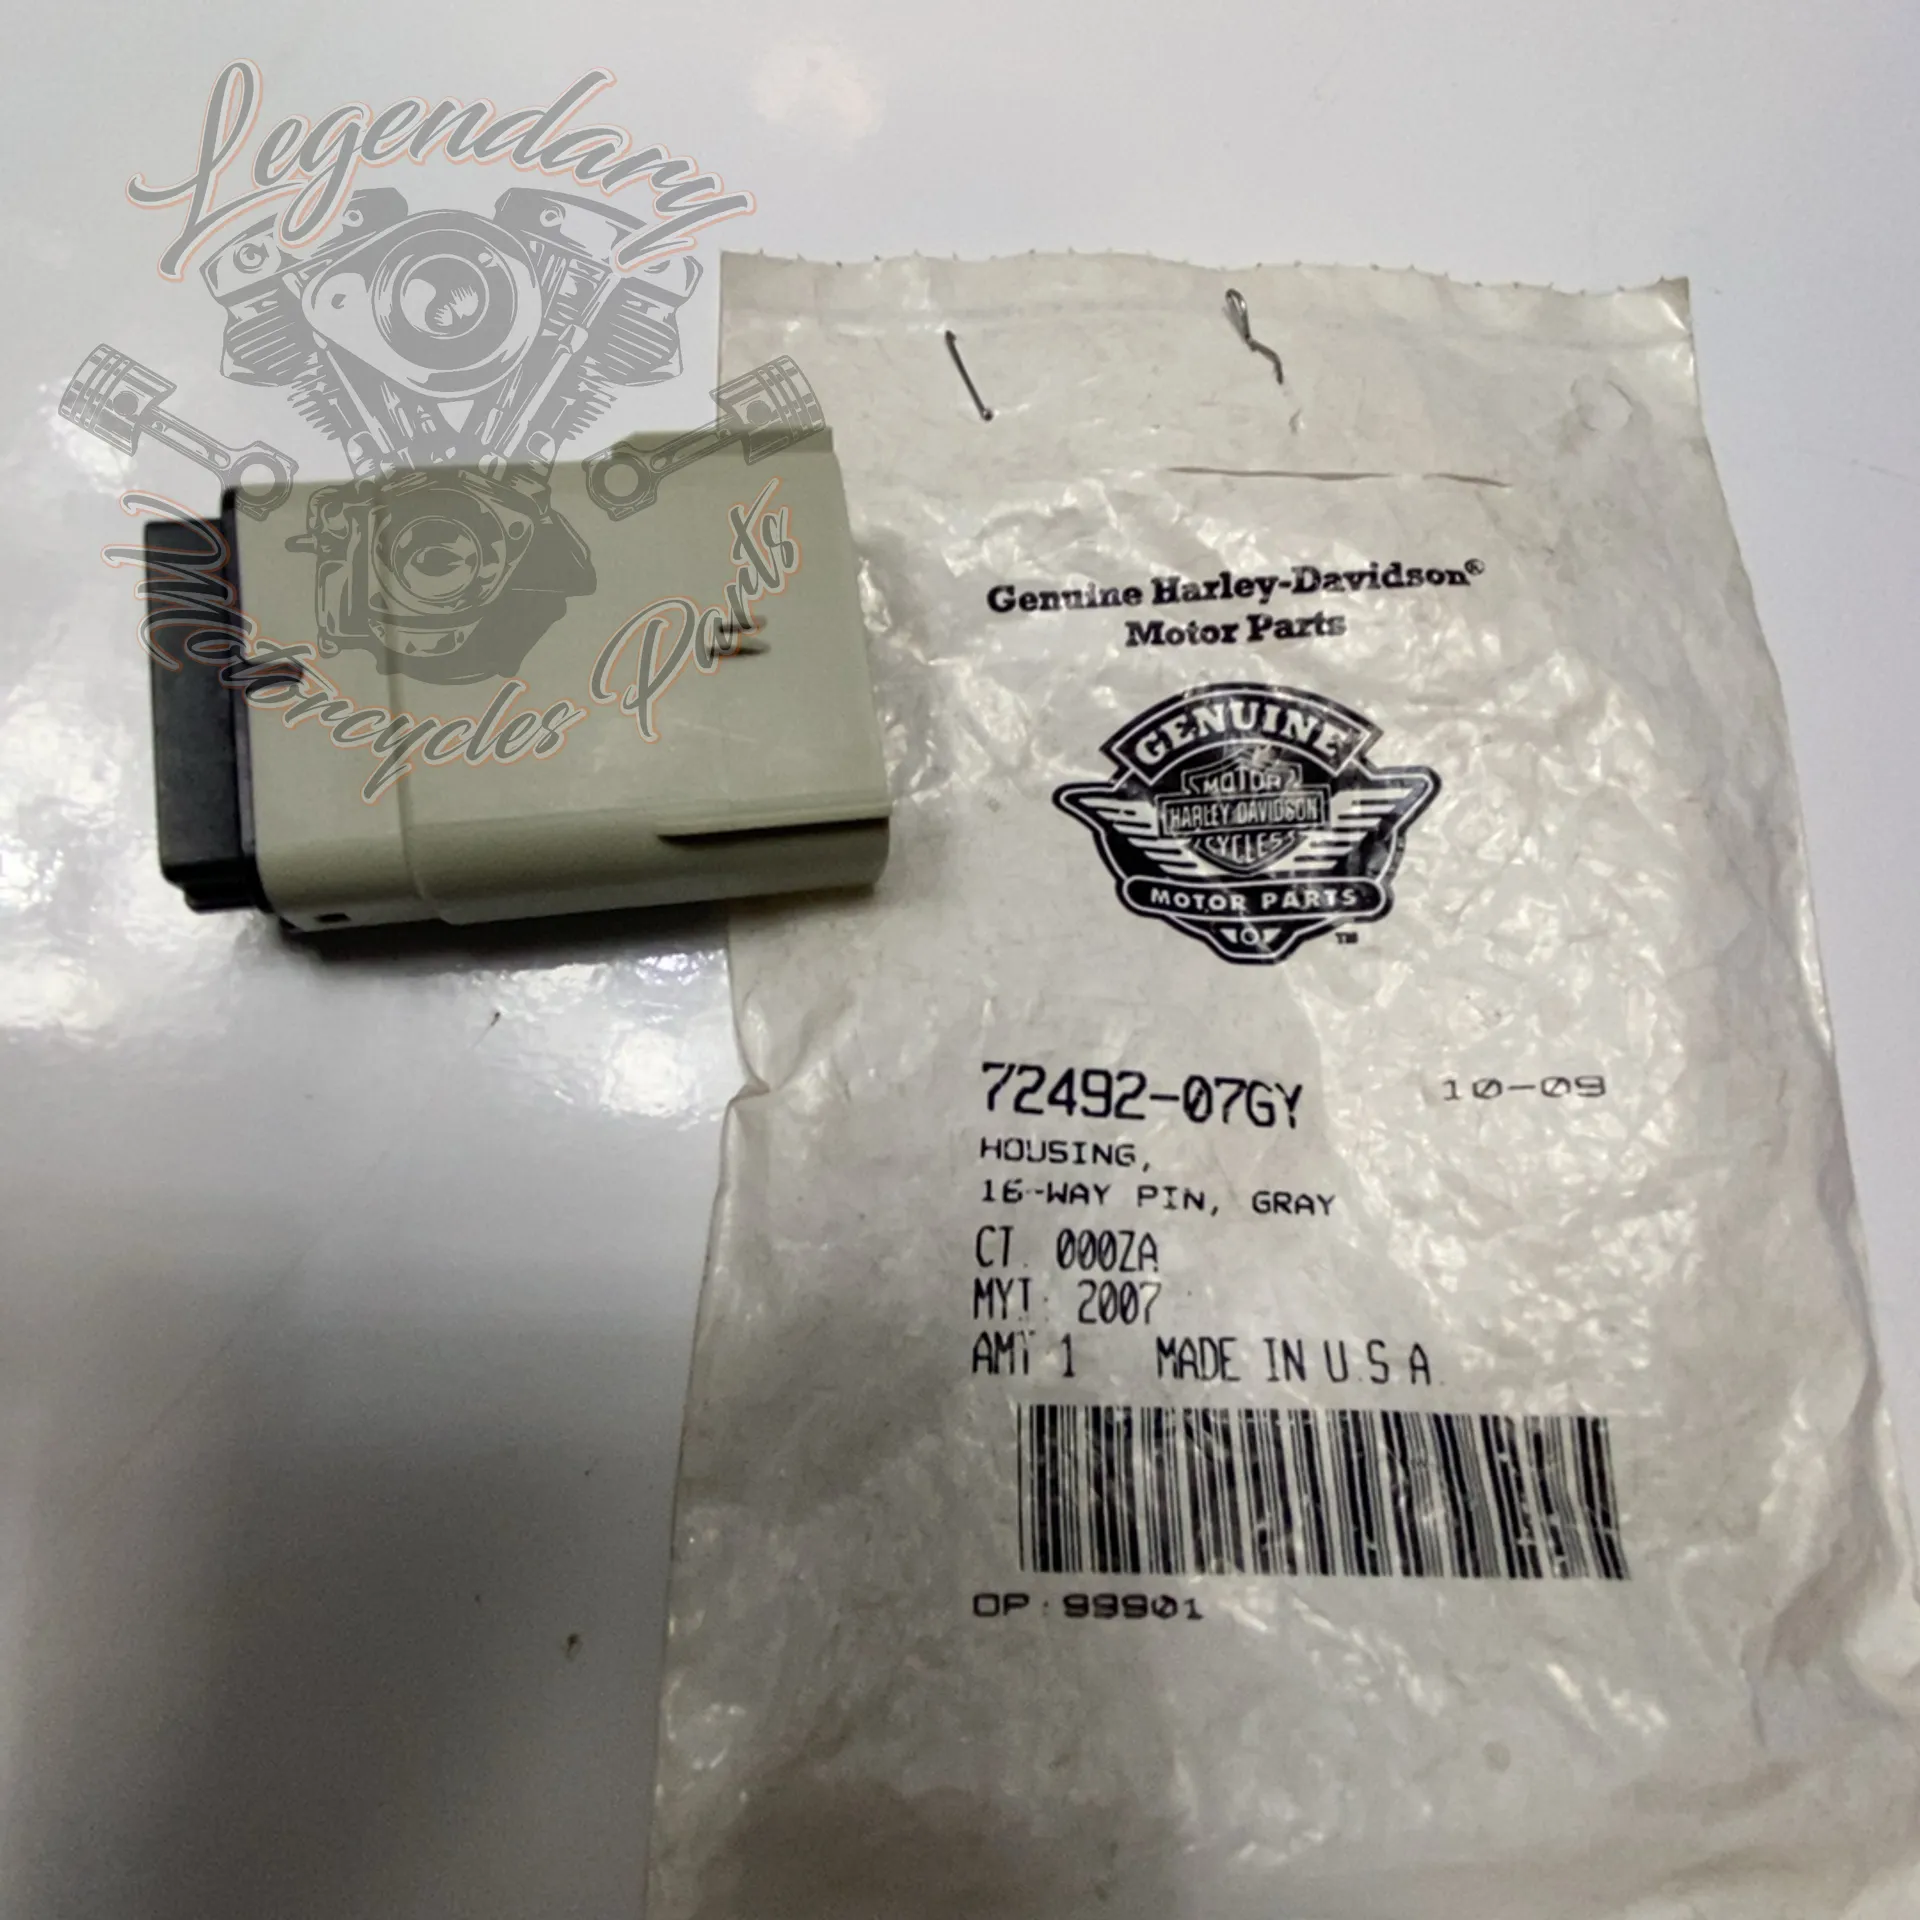 Legendary
Motorcycles Parts
Genuine Harley-Davidson®
Motor Parts
GENUINE
MOTOR
HARLEY-DAVIDSON
CYCLES
MOTOR PARTS
TM
72492-07GY 10-09
HOUSING,
16-WAY PIN, GRAY
CT. 000ZA
MYI: 2007
AMT 1 MADE IN U.S.A.
OP:99901